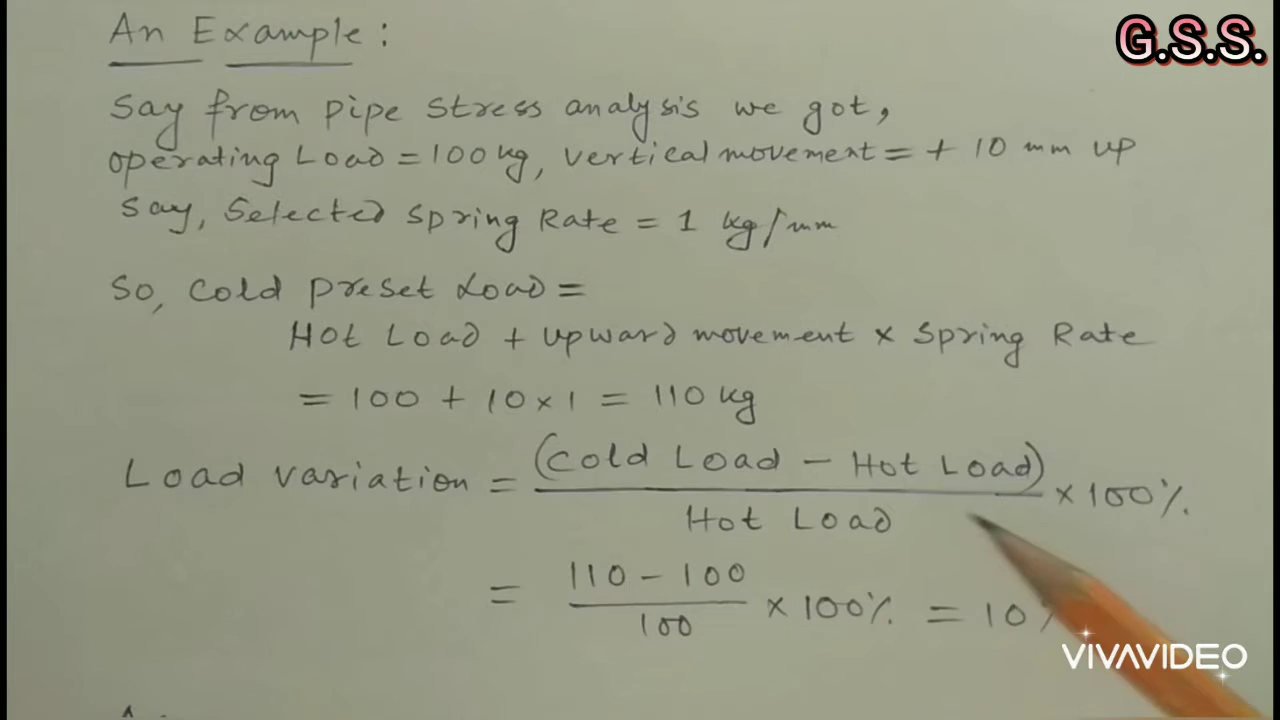 An Example:
G.S.S.
Say from pipe stress analysis we got,
operating Load = 100 kg, vertical movement = + 10 mm up
Say, Selected Spring Rate = 1 kg/mm
So, Cold preset Load =
Hot Load + upward movement × Spring Rate
= 100 + 10 × 1 = 110 kg
Load variation = (Cold Load - Hot Load) / Hot Load × 100%
= 110 - 100 / 100 × 100% = 10%
VIVAVIDEO